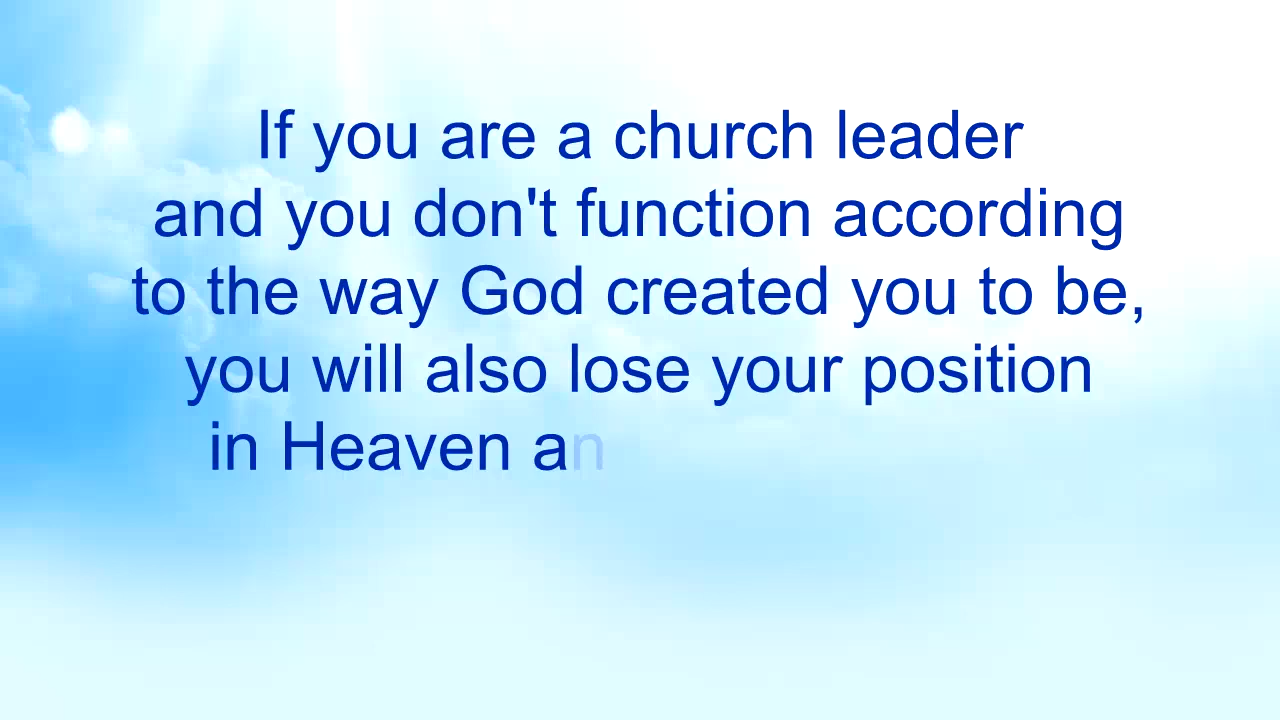 If you are a church leader
and you don't function according
to the way God created you to be,
you will also lose your position
in Heaven an